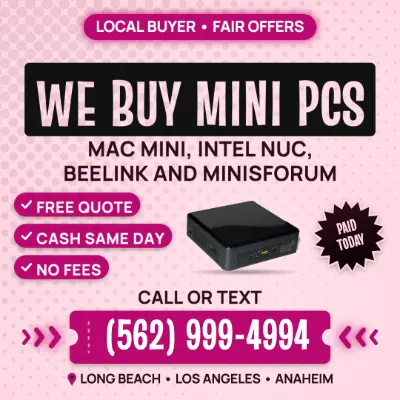 LOCAL BUYER • FAIR OFFERS
WE BUY MINI PCS
MAC MINI, INTEL NUC,
BEELINK AND MINISFORUM
FREE QUOTE
CASH SAME DAY
NO FEES
PAID
TODAY
CALL OR TEXT
(562) 999-4994
LONG BEACH • LOS ANGELES • ANAHEIM